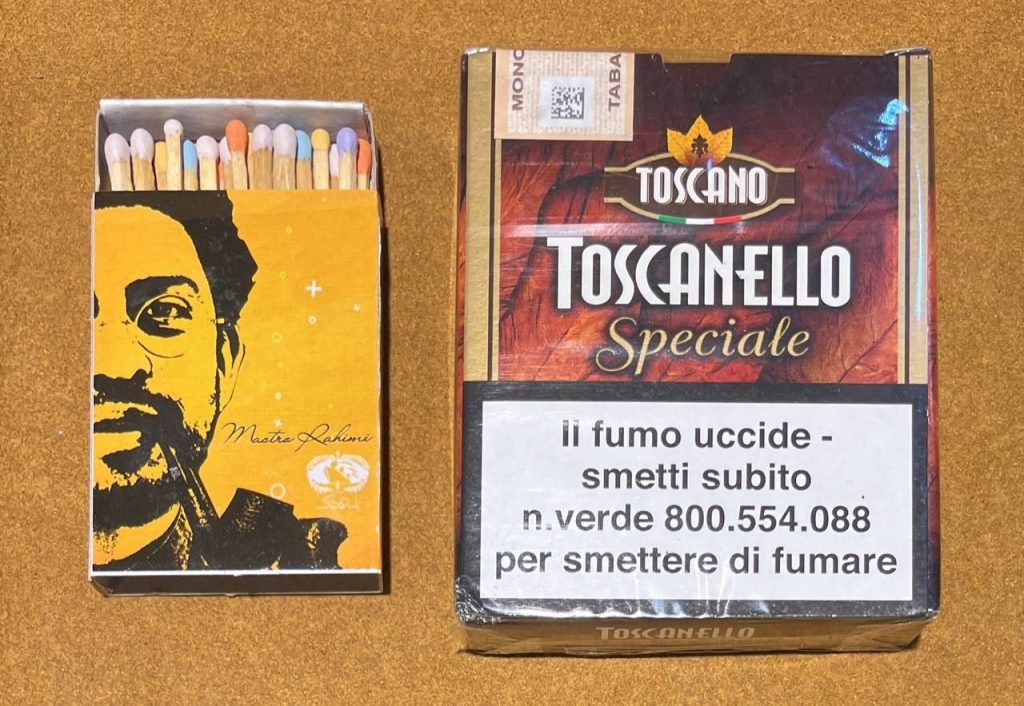 Mastro Rahimi
MONO
TABA
TOSCANO
TOSCANELLO
Speciale
Il fumo uccide -
smetti subito
n.verde 800.554.088
per smettere di fumare
TOSCANELLO